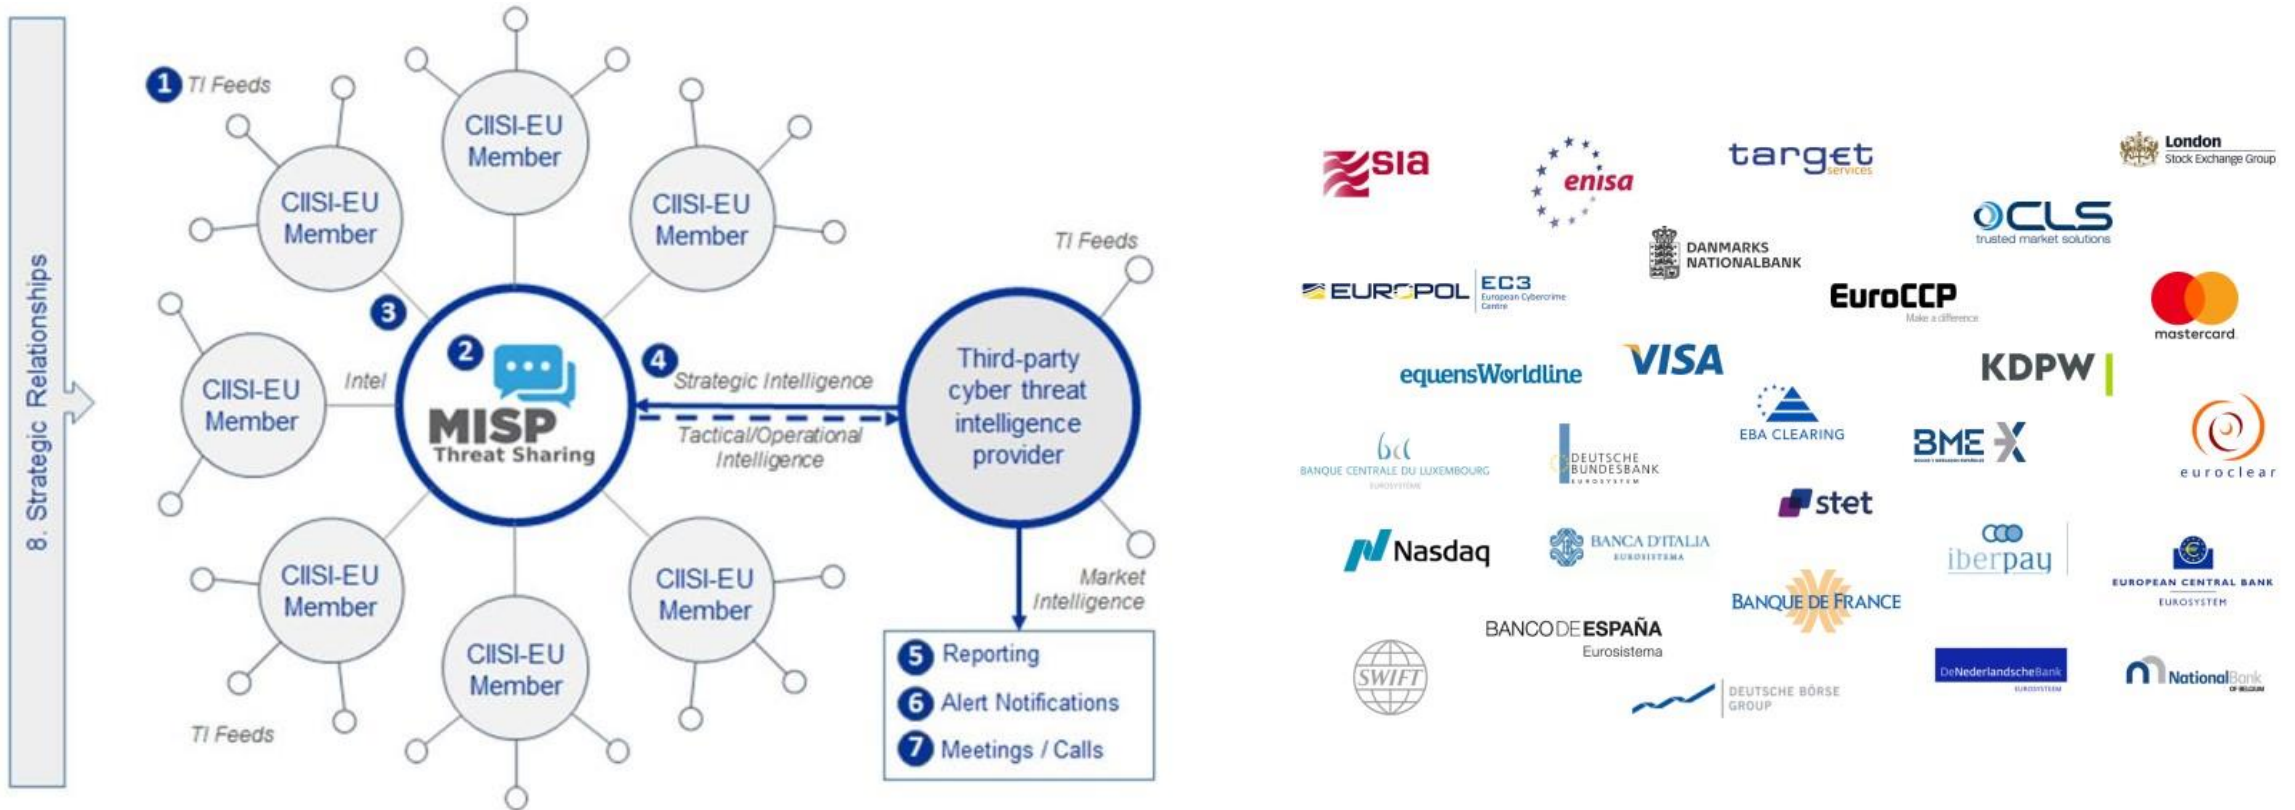 8. Strategic Relationships
1 TI Feeds
CIISI-EU
Member
CIISI-EU
Member
CIISI-EU
Member
CIISI-EU
Member
CIISI-EU
Member
CIISI-EU
Member
CIISI-EU
Member
TI Feeds
3
Intel
2
MISP
Threat Sharing
4
Strategic Intelligence
Tactical/Operational
Intelligence
TI Feeds
Third-party
cyber threat
intelligence
provider
Market
Intelligence
5 Reporting
6 Alert Notifications
7 Meetings / Calls
sia
enisa
target
services
London
Stock Exchange Group
CLS
trusted market solutions
DANMARKS
NATIONALBANK
EUROPOL
EC3
European Cybercrime
Centre
EuroCCP
Make a difference
mastercard.
equensWorldline
VISA
KDPW
EBA CLEARING
bcl
BANQUE CENTRALE DU LUXEMBOURG
EUROSYSTÈME
DEUTSCHE
BUNDESBANK
EUROSYSTEM
BME X
euroclear
stet
Nasdaq
BANCA D'ITALIA
EUROSISTEMA
iberpay
€
EUROPEAN CENTRAL BANK
EUROSYSTEM
BANQUE DE FRANCE
BANCO DE ESPAÑA
Eurosistema
SWIFT
DEUTSCHE BÖRSE
GROUP
DeNederlandscheBank
EUROSYSTEEM
NationalBank
OF BELGIUM